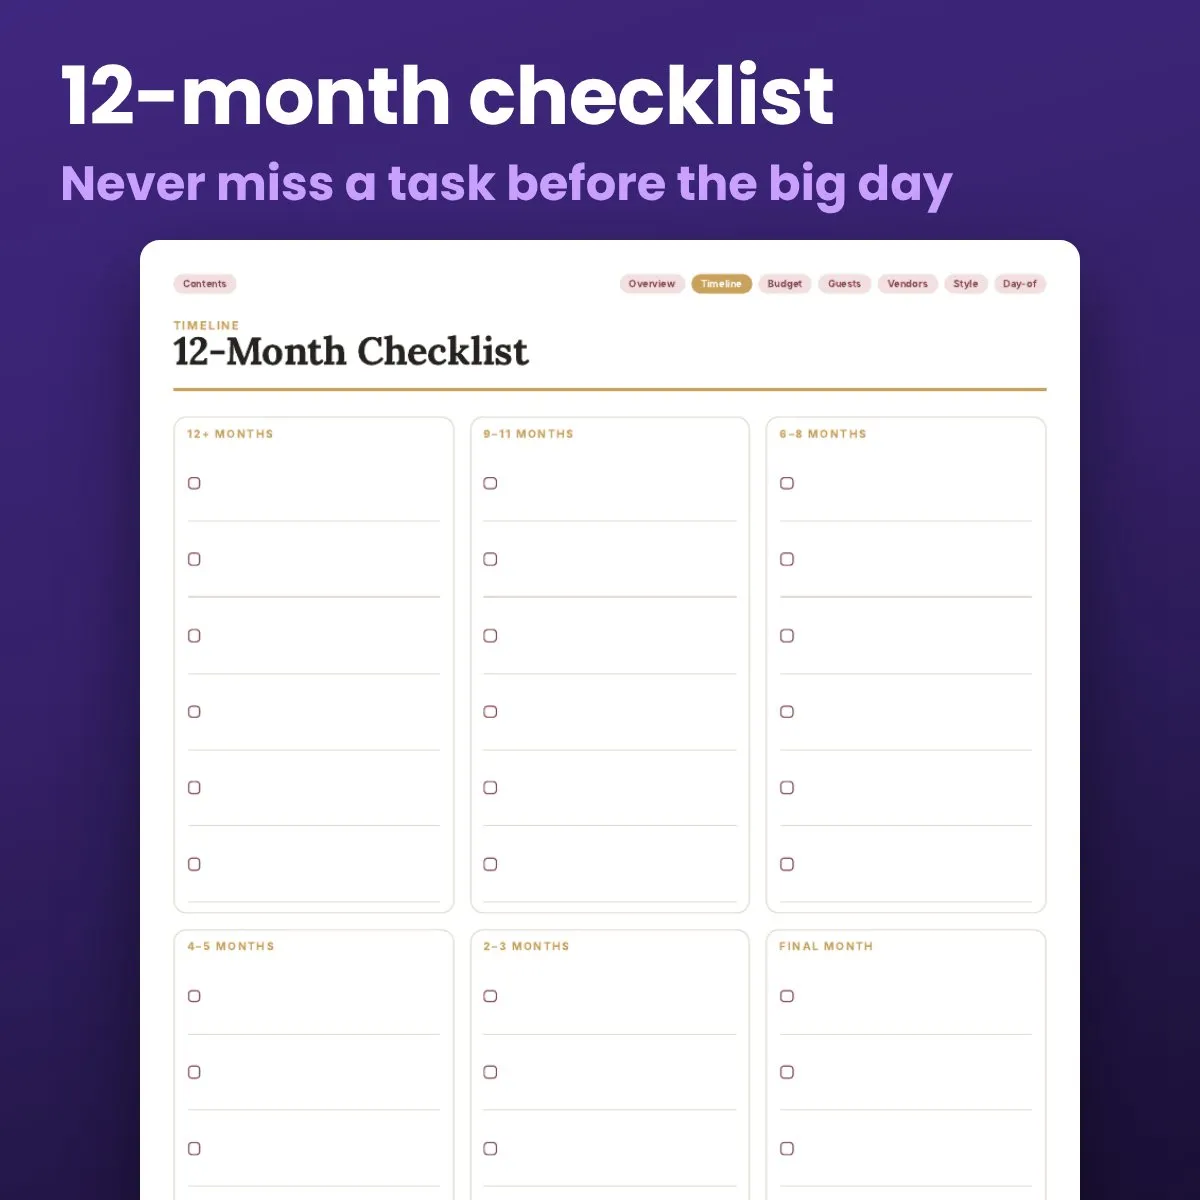 12-month checklist
Never miss a task before the big day
Contents Overview Timeline Budget Guests Vendors Style Day-of
TIMELINE
12-Month Checklist
12+ MONTHS 9–11 MONTHS 6–8 MONTHS
4–5 MONTHS 2–3 MONTHS FINAL MONTH